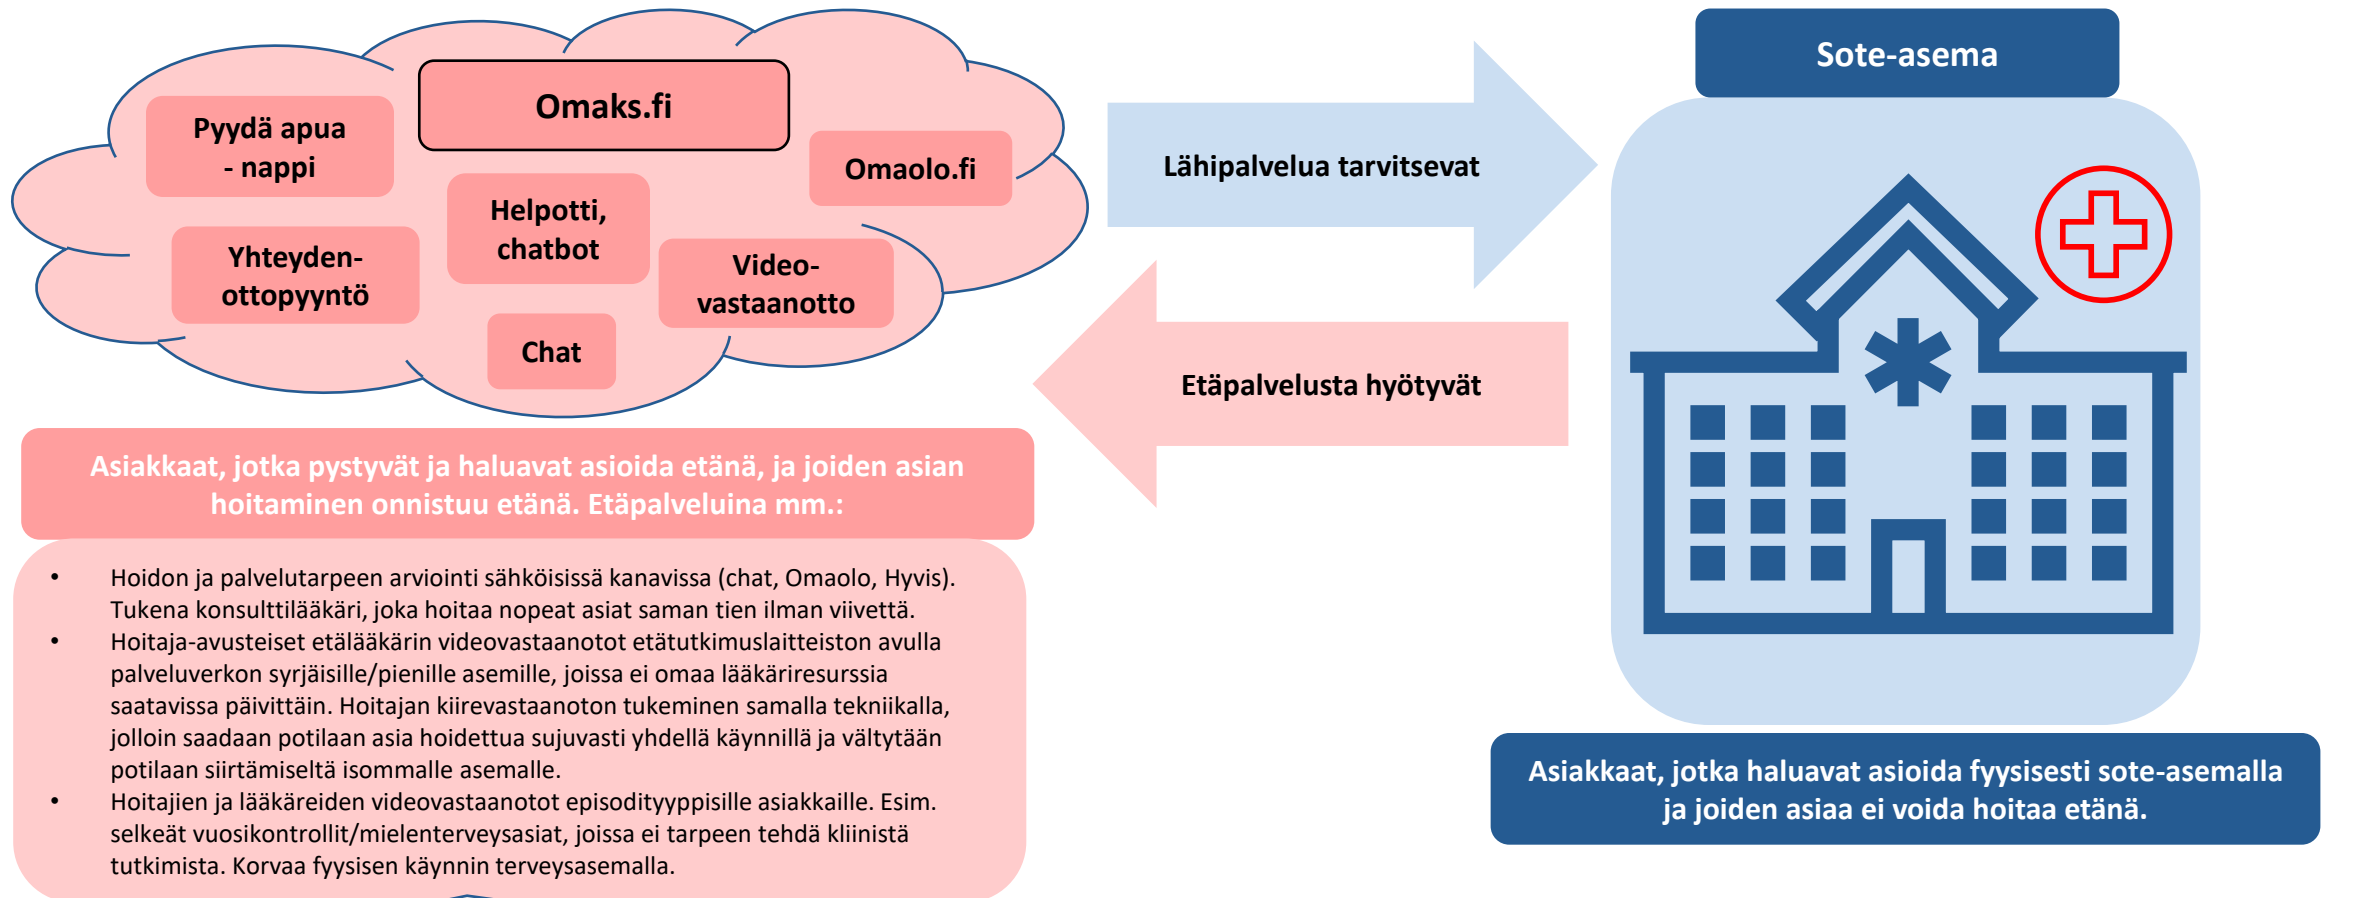 Omaks.fi
Pyydä apua
- nappi
Omaolo.fi
Helpotti,
chatbot
Yhteyden-
ottopyyntö
Video-
vastaanotto
Chat
Lähipalvelua tarvitsevat
Etäpalvelusta hyötyvät
Sote-asema
Asiakkaat, jotka pystyvät ja haluavat asioida etänä, ja joiden asian
hoitaminen onnistuu etänä. Etäpalveluina mm.:
• Hoidon ja palvelutarpeen arviointi sähköisissä kanavissa (chat, Omaolo, Hyvis).
Tukena konsulttilääkäri, joka hoitaa nopeat asiat saman tien ilman viivettä.
• Hoitaja-avusteiset etälääkärin videovastaanotot etätutkimuslaitteiston avulla
palveluverkon syrjäisille/pienille asemille, joissa ei omaa lääkäriresurssia
saatavissa päivittäin. Hoitajan kiirevastaanoton tukeminen samalla tekniikalla,
jolloin saadaan potilaan asia hoidettua sujuvasti yhdellä käynnillä ja vältytään
potilaan siirtämiseltä isommalle asemalle.
• Hoitajien ja lääkäreiden videovastaanotot episodityyppisille asiakkaille. Esim.
selkeät vuosikontrollit/mielenterveysasiat, joissa ei tarpeen tehdä kliinistä
tutkimista. Korvaa fyysisen käynnin terveysasemalla.
Asiakkaat, jotka haluavat asioida fyysisesti sote-asemalla
ja joiden asiaa ei voida hoitaa etänä.